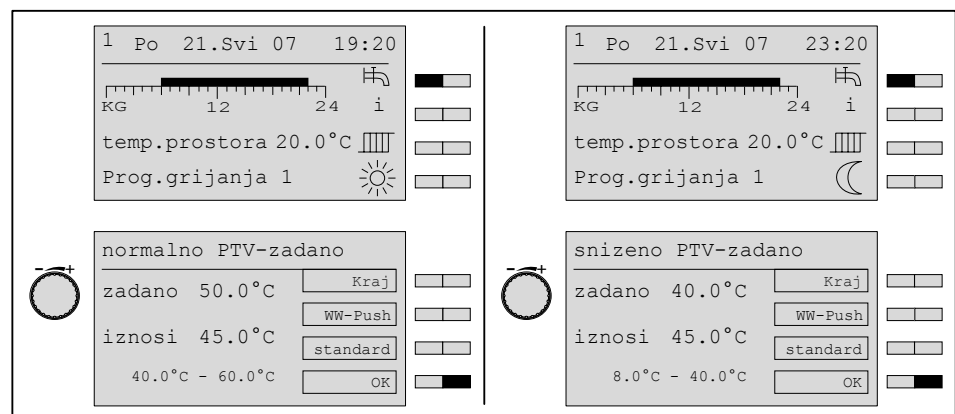 1 Po 21.Svi 07 19:20
KG 12 24 i
temp.prostora 20.0°C
Prog.grijanja 1
normalno PTV-zadano
zadano 50.0°C Kraj
WW-Push
iznosi 45.0°C
standard
40.0°C - 60.0°C OK
- +
1 Po 21.Svi 07 23:20
KG 12 24 i
temp.prostora 20.0°C
Prog.grijanja 1
snizeno PTV-zadano
zadano 40.0°C Kraj
WW-Push
iznosi 45.0°C
standard
8.0°C - 40.0°C OK
- +